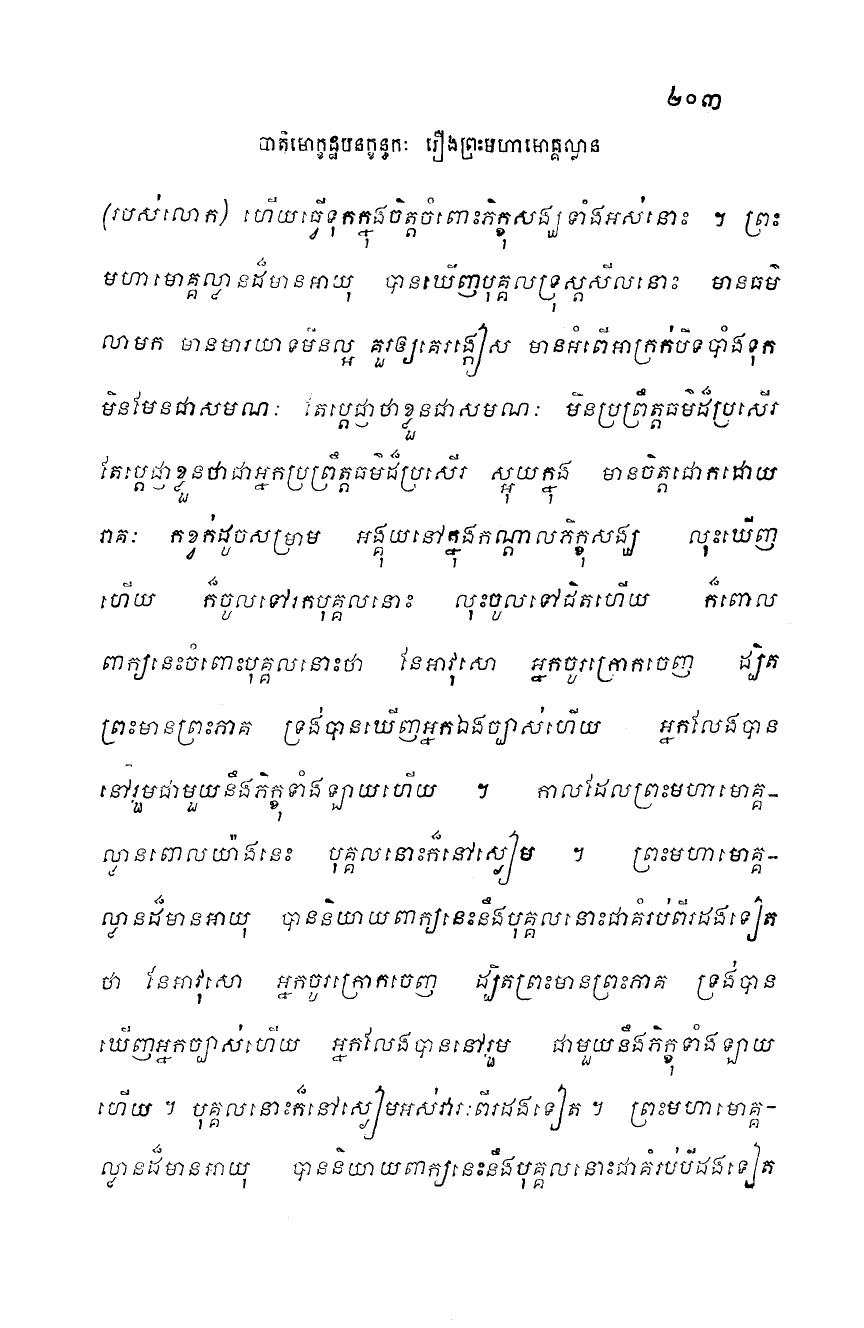 ២០៣
បាតិមោក្ខដ្ឋបនក្ខន្ធកៈ រឿងព្រះមហាមោគ្គល្លាន
(របស់លោក) ហើយធ្វើទុកក្នុងចិត្តចំពោះភិក្ខុសង្ឃទាំងអស់នោះ ។ ព្រះ
មហាមោគ្គល្លានដ៏មានអាយុ បានឃើញបុគ្គលទ្រុស្តសីលនោះ មានធម៌
លាមក មានមារយាទមិនល្អ គួរឲ្យគេរង្កៀស មានអំពើអាក្រក់បិទបាំងទុក
មិនមែនជាសមណៈ តែប្តេជ្ញាថាខ្លួនជាសមណៈ មិនប្រព្រឹត្តធម៌ដ៏ប្រសើរ
តែប្តេជ្ញាខ្លួនថាជាអ្នកប្រព្រឹត្តធម៌ដ៏ប្រសើរ ស្អុយក្នុង មានចិត្តជោកដោយ
រាគៈ កខ្វក់ដូចសម្រាម អង្គុយនៅក្នុងកណ្តាលភិក្ខុសង្ឃ លុះឃើញ
ហើយ ក៏ចូលទៅរកបុគ្គលនោះ លុះចូលទៅជិតហើយ ក៏ពោល
ពាក្យនេះចំពោះបុគ្គលនោះថា នែអាវុសោ អ្នកចូរក្រោកចេញ ដ្បិត
ព្រះមានព្រះភាគ ទ្រង់បានឃើញអ្នកឯងច្បាស់ហើយ អ្នកលែងបាន
នៅរួមជាមួយនឹងភិក្ខុទាំងឡាយហើយ ។ កាលដែលព្រះមហាមោគ្គ-
ល្លានពោលយ៉ាងនេះ បុគ្គលនោះក៏នៅស្ងៀម ។ ព្រះមហាមោគ្គ-
ល្លានដ៏មានអាយុ បាននិយាយពាក្យនេះនឹងបុគ្គលនោះជាគំរប់ពីរដងទៀត
ថា នែអាវុសោ អ្នកចូរក្រោកចេញ ដ្បិតព្រះមានព្រះភាគ ទ្រង់បាន
ឃើញអ្នកច្បាស់ហើយ អ្នកលែងបាននៅរួម ជាមួយនឹងភិក្ខុទាំងឡាយ
ហើយ ។ បុគ្គលនោះក៏នៅស្ងៀមអស់វារៈពីរដងទៀត ។ ព្រះមហាមោគ្គ-
ល្លានដ៏មានអាយុ បាននិយាយពាក្យនេះនឹងបុគ្គលនោះជាគំរប់បីដងទៀត